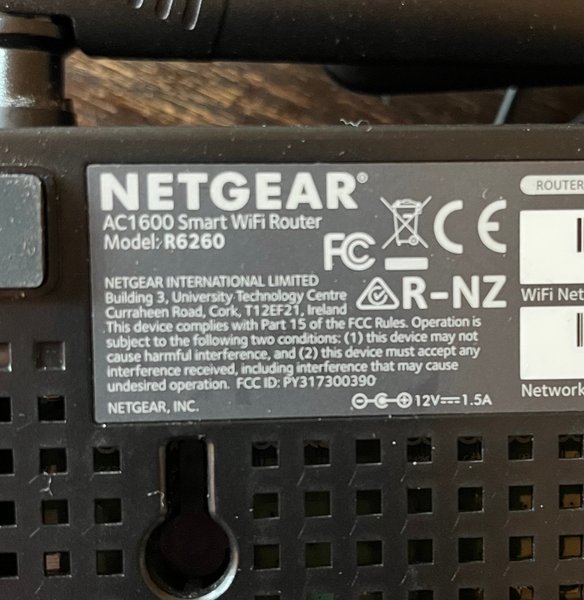 NETGEAR®
AC1600 Smart WiFi Router
Model: R6260
FC CE
R-NZ
NETGEAR INTERNATIONAL LIMITED
Building 3, University Technology Centre
Curraheen Road, Cork, T12EF21, Ireland
This device complies with Part 15 of the FCC Rules. Operation is
subject to the following two conditions: (1) this device may not
cause harmful interference, and (2) this device must accept any
interference received, including interference that may cause
undesired operation. FCC ID: PY317300390
NETGEAR, INC.
12V⎓1.5A
ROUTER
WiFi Net
Network